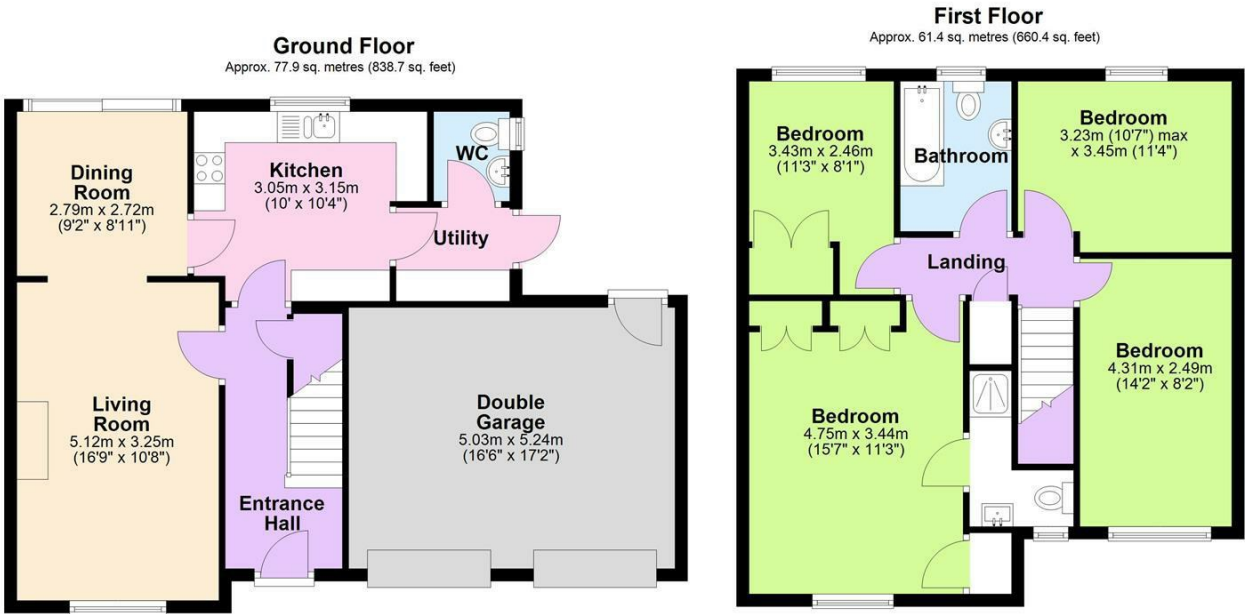 Ground Floor
Approx. 77.9 sq. metres (838.7 sq. feet)
Dining
Room
2.79m x 2.72m
(9'2" x 8'11")
Kitchen
3.05m x 3.15m
(10' x 10'4")
WC
Utility
Living
Room
5.12m x 3.25m
(16'9" x 10'8")
Double
Garage
5.03m x 5.24m
(16'6" x 17'2")
Entrance
Hall
First Floor
Approx. 61.4 sq. metres (660.4 sq. feet)
Bedroom
3.43m x 2.46m
(11'3" x 8'1")
Bathroom
Bedroom
3.23m (10'7") max
x 3.45m (11'4")
Landing
Bedroom
4.31m x 2.49m
(14'2" x 8'2")
Bedroom
4.75m x 3.44m
(15'7" x 11'3")